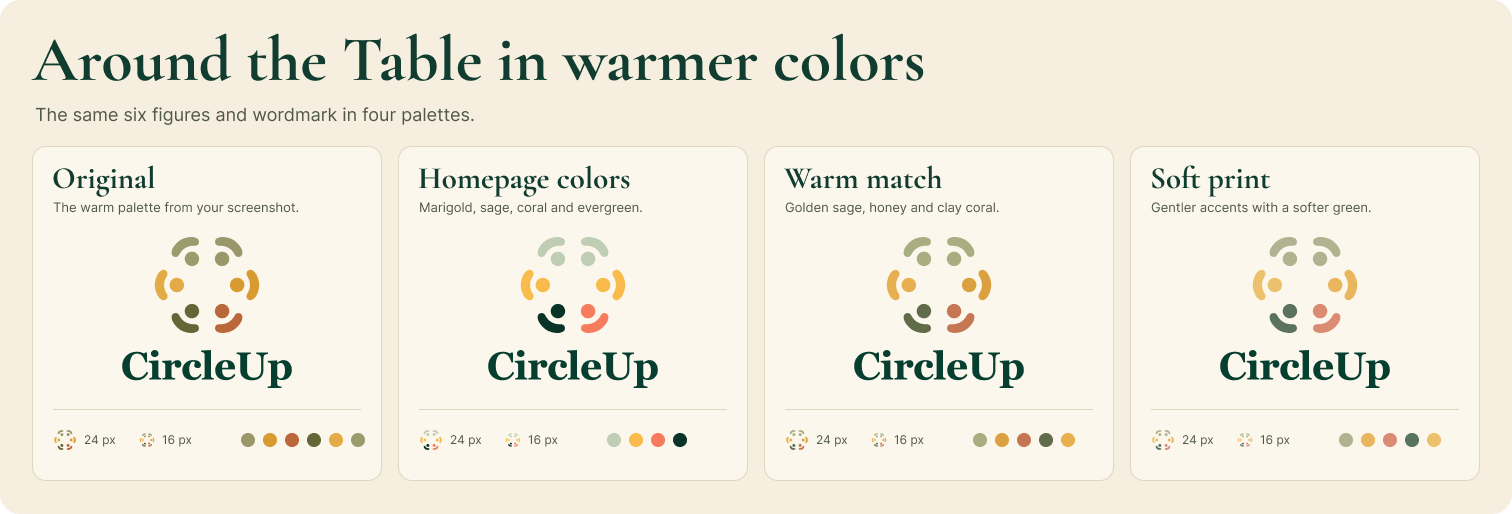 Around the Table in warmer colors
The same six figures and wordmark in four palettes.
Original
The warm palette from your screenshot.
CircleUp
24 px
16 px
Homepage colors
Marigold, sage, coral and evergreen.
CircleUp
24 px
16 px
Warm match
Golden sage, honey and clay coral.
CircleUp
24 px
16 px
Soft print
Gentler accents with a softer green.
CircleUp
24 px
16 px